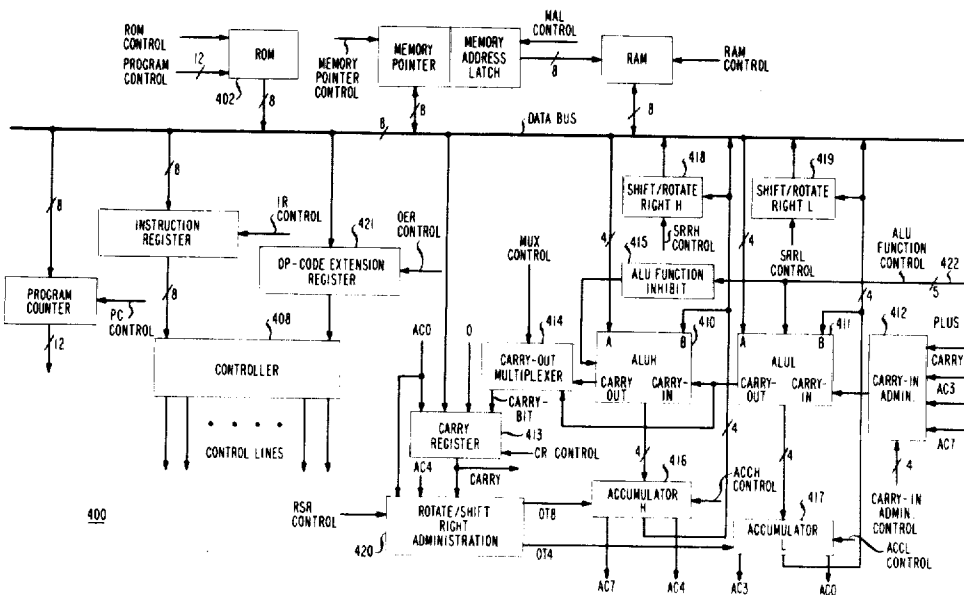 ROM CONTROL
PROGRAM CONTROL
12
ROM
402
8
MEMORY POINTER CONTROL
MEMORY POINTER
MEMORY ADDRESS LATCH
MAL CONTROL
8
8
RAM
RAM CONTROL
8
8
DATA BUS
8
8
INSTRUCTION REGISTER
IR CONTROL
421
OER CONTROL
OP-CODE EXTENSION REGISTER
PROGRAM COUNTER
PC CONTROL
12
8
408
CONTROLLER
CONTROL LINES
400
418
SHIFT/ROTATE RIGHT H
SRRH CONTROL
419
SHIFT/ROTATE RIGHT L
SRRL CONTROL
4
4
415
ALU FUNCTION INHIBIT
ALU FUNCTION CONTROL
422
5
4
MUX CONTROL
414
CARRY-OUT MULTIPLEXER
A
B
410
ALUH
CARRY OUT
CARRY-IN
A
B
411
ALUL
CARRY-OUT
CARRY-IN
412
CARRY-IN ADMIN.
PLUS
CARRY
AC3
AC7
4
CARRY-IN ADMIN. CONTROL
AC0
0
CARRY-BIT
CARRY REGISTER
413
CR CONTROL
CARRY
AC4
RSR CONTROL
ROTATE/SHIFT RIGHT ADMINISTRATION
420
OT8
OT4
4
4
4
416
ACCUMULATOR H
ACCH CONTROL
417
ACCUMULATOR L
ACCL CONTROL
AC7
AC4
AC3
AC0